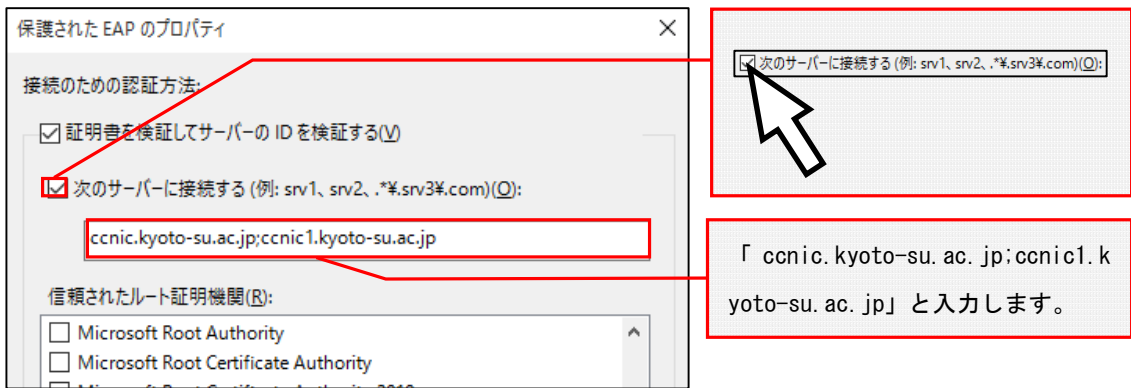 保護された EAP のプロパティ
接続のための認証方法:
証明書を検証してサーバーの ID を検証する(V)
次のサーバーに接続する (例: srv1、srv2、.*¥.srv3¥.com)(O):
ccnic.kyoto-su.ac.jp;ccnic1.kyoto-su.ac.jp
信頼されたルート証明機関(R):
Microsoft Root Authority
Microsoft Root Certificate Authority
次のサーバーに接続する (例: srv1、srv2、.*¥.srv3¥.com)(O):
「 ccnic.kyoto-su.ac.jp;ccnic1.k
yoto-su.ac.jp」と入力します。